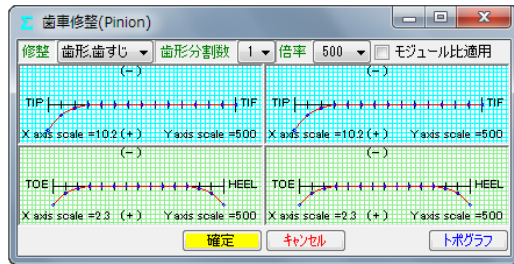 Σ 歯車修整(Pinion)
修整 歯形,歯すじ 歯形分割数 1 倍率 500 モジュール比適用
(-) (-)
TIP TIF TIP TIF
X axis scale =10.2 (+) Y axis scale =500 X axis scale =10.2 (+) Y axis scale =500
(-) (-)
TOE HEEL TOE HEEL
X axis scale =2.3 (+) Y axis scale =500 X axis scale =2.3 (+) Y axis scale =500
確定 キャンセル トポグラフ